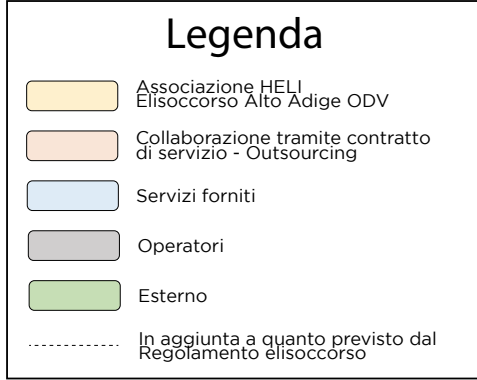 Legenda
Associazione HELI
Elisoccorso Alto Adige ODV
Collaborazione tramite contratto
di servizio - Outsourcing
Servizi forniti
Operatori
Esterno
In aggiunta a quanto previsto dal
Regolamento elisoccorso